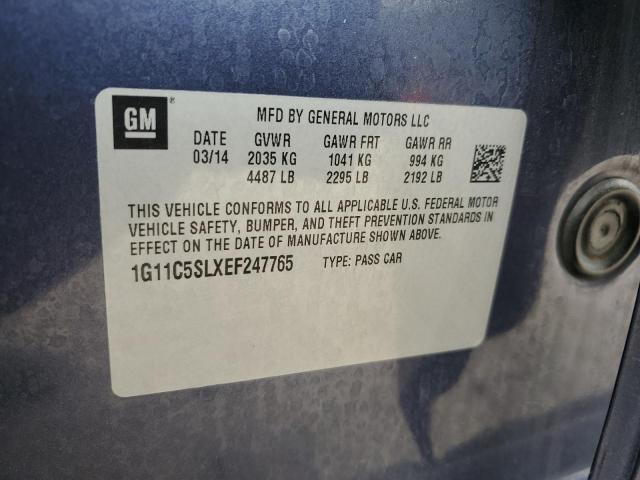 GM ®
MFD BY GENERAL MOTORS LLC
DATE GVWR GAWR FRT GAWR RR
03/14 2035 KG 1041 KG 994 KG
4487 LB 2295 LB 2192 LB
THIS VEHICLE CONFORMS TO ALL APPLICABLE U.S. FEDERAL MOTOR
VEHICLE SAFETY, BUMPER, AND THEFT PREVENTION STANDARDS IN
EFFECT ON THE DATE OF MANUFACTURE SHOWN ABOVE.
1G11C5SLXEF247765 TYPE: PASS CAR